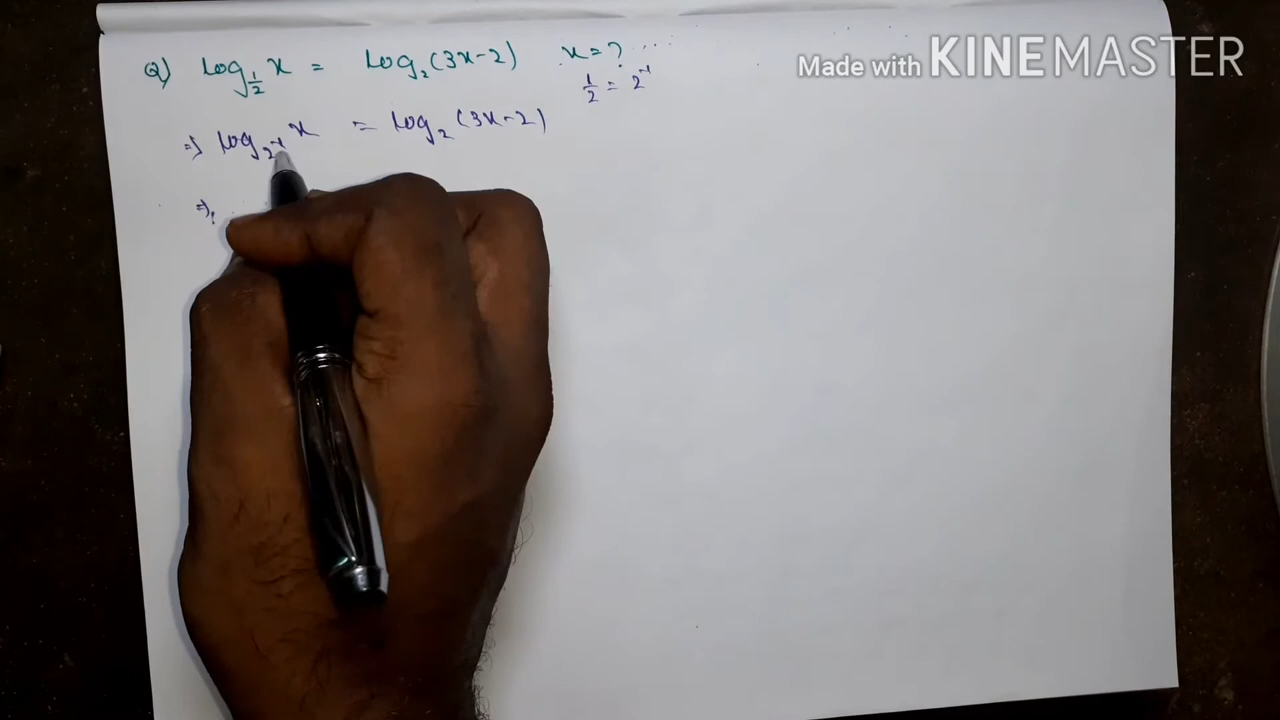 Q) log_{1/2} x = log_2 (3x-2) x = ?
1/2 = 2^{-1}
⇒ log_{2^{-1}} x = log_2 (3x-2)
⇒
Made with KINEMASTER